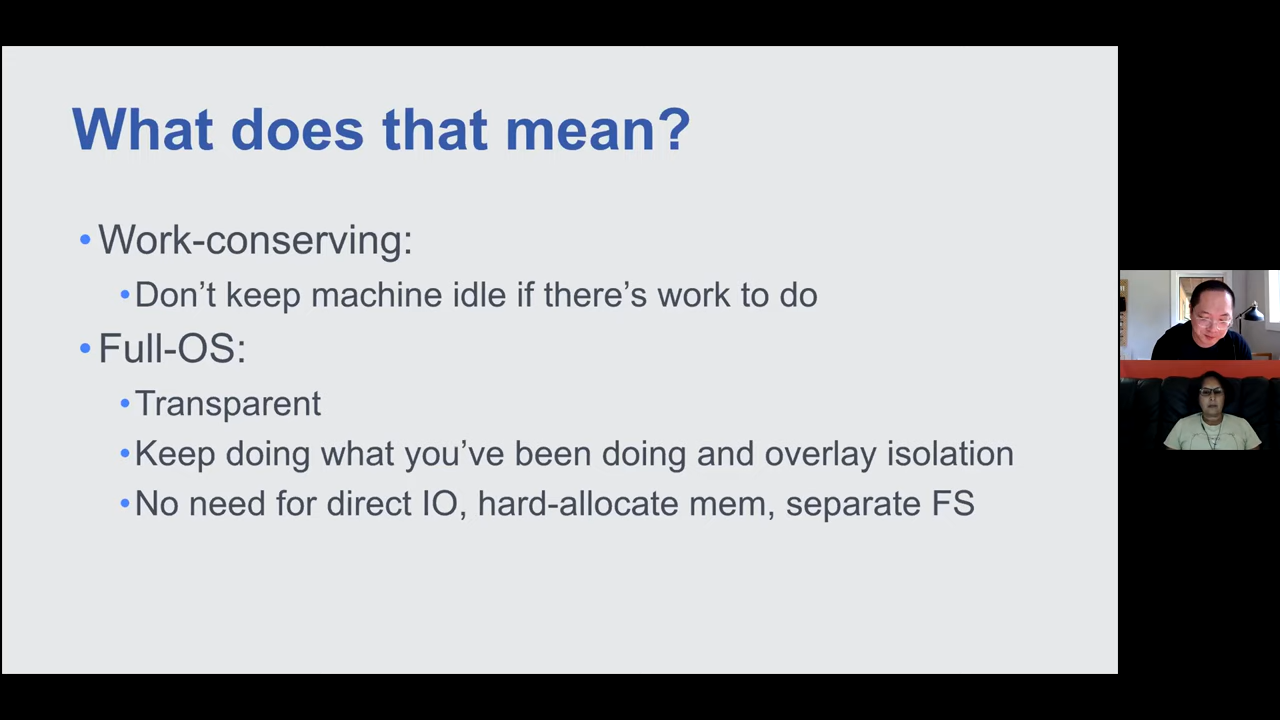 What does that mean?
•Work-conserving:
•Don’t keep machine idle if there’s work to do
•Full-OS:
•Transparent
•Keep doing what you’ve been doing and overlay isolation
•No need for direct IO, hard-allocate mem, separate FS